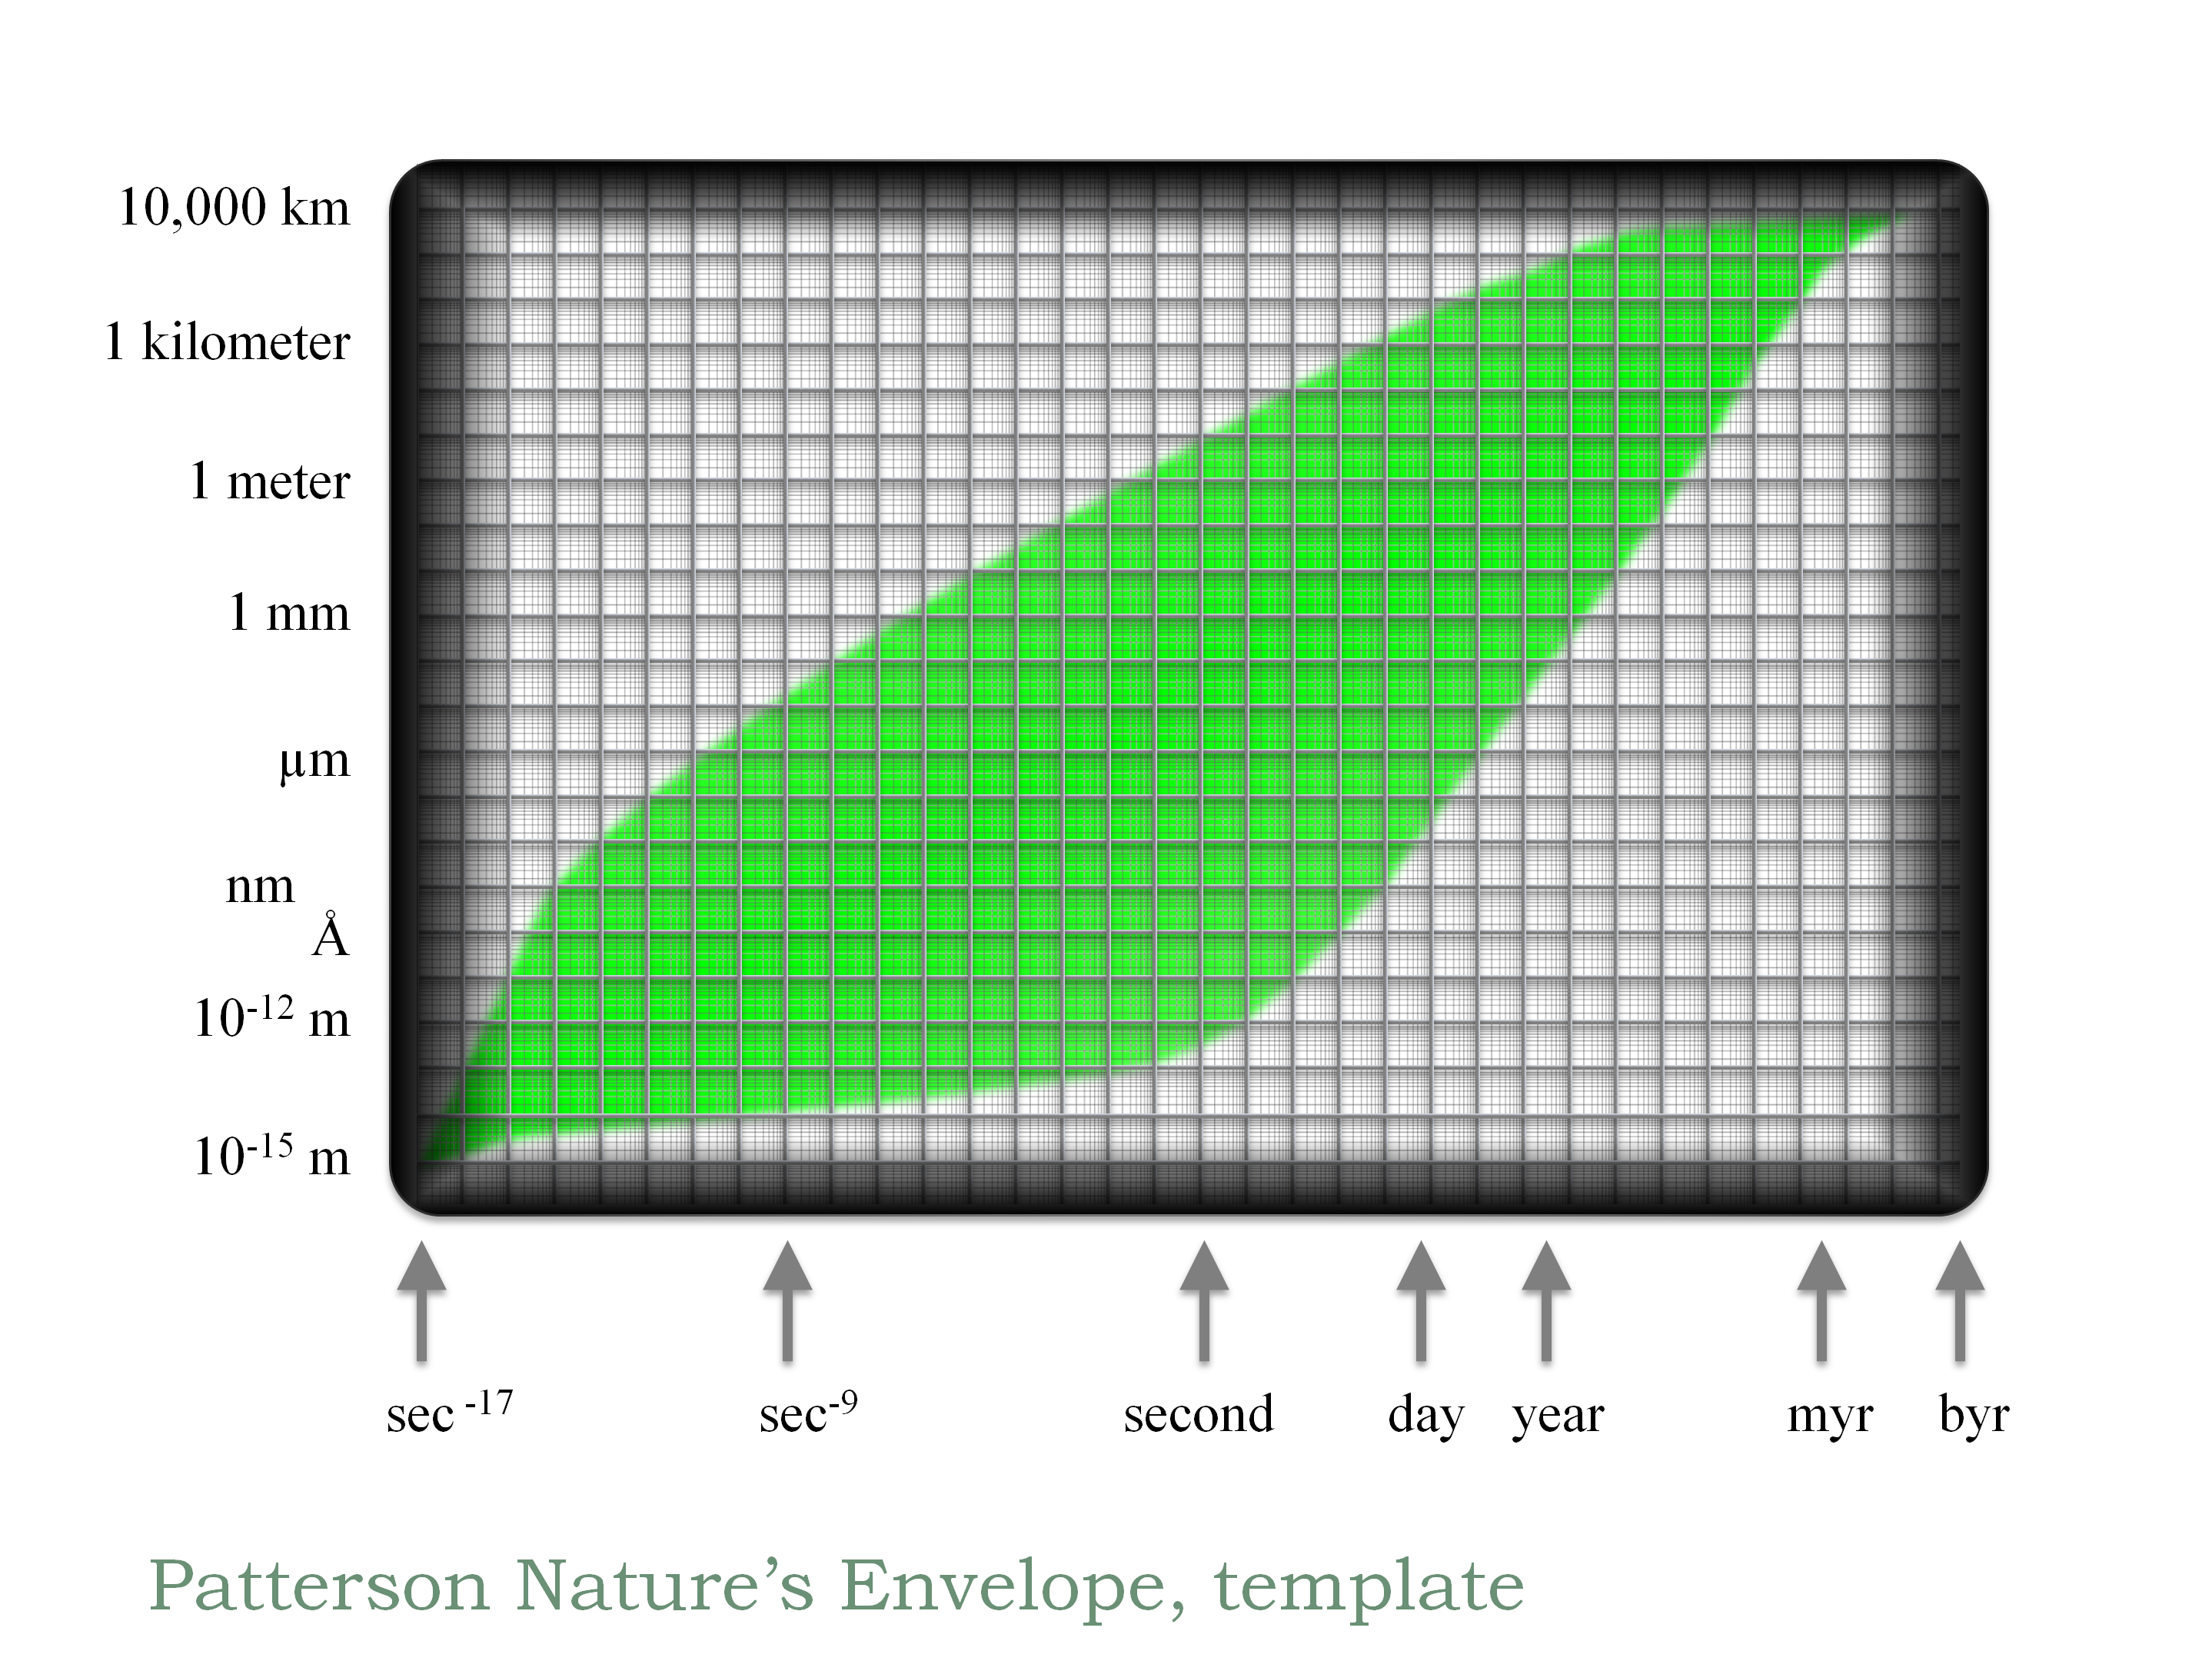 10,000 km
1 kilometer
1 meter
1 mm
µm
nm
Å
10⁻¹² m
10⁻¹⁵ m
sec ⁻¹⁷ sec⁻⁹ second day year myr byr
Patterson Nature’s Envelope, template